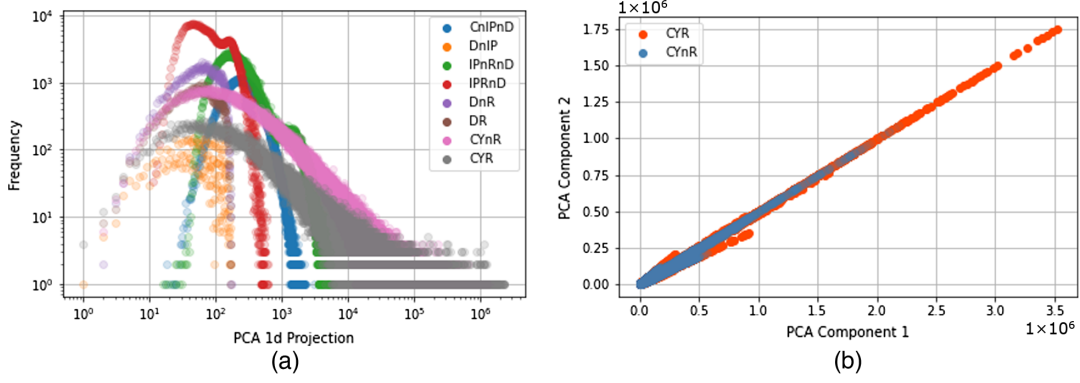 10⁴
10³
10²
10¹
10⁰
Frequency
CnIPnD
DnIP
IPnRnD
IPRnD
DnR
DR
CYnR
CYR
10⁰ 10¹ 10² 10³ 10⁴ 10⁵ 10⁶
PCA 1d Projection
(a)
1×10⁶
1.75
1.50
1.25
1.00
0.75
0.50
0.25
0.00
PCA Component 2
CYR
CYnR
0.0 0.5 1.0 1.5 2.0 2.5 3.0 3.5
PCA Component 1
1×10⁶
(b)